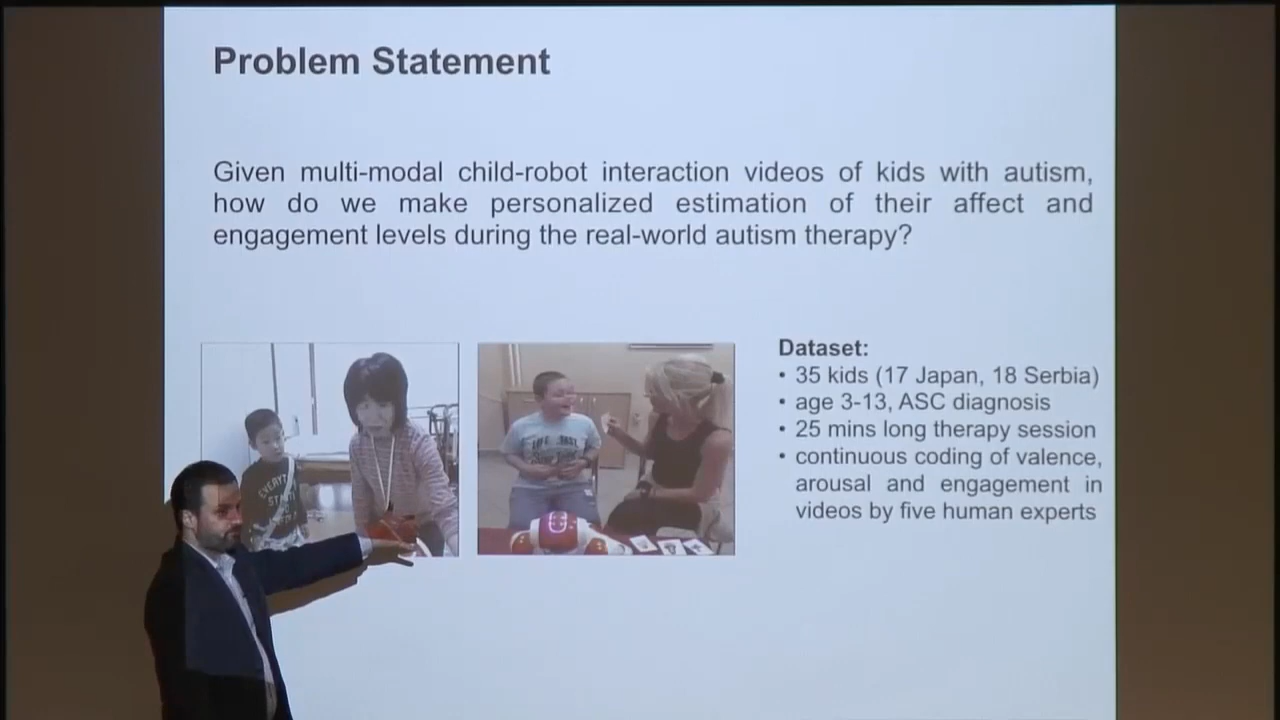 Problem Statement
Given multi-modal child-robot interaction videos of kids with autism,
how do we make personalized estimation of their affect and
engagement levels during the real-world autism therapy?
Dataset:
• 35 kids (17 Japan, 18 Serbia)
• age 3-13, ASC diagnosis
• 25 mins long therapy session
• continuous coding of valence,
arousal and engagement in
videos by five human experts